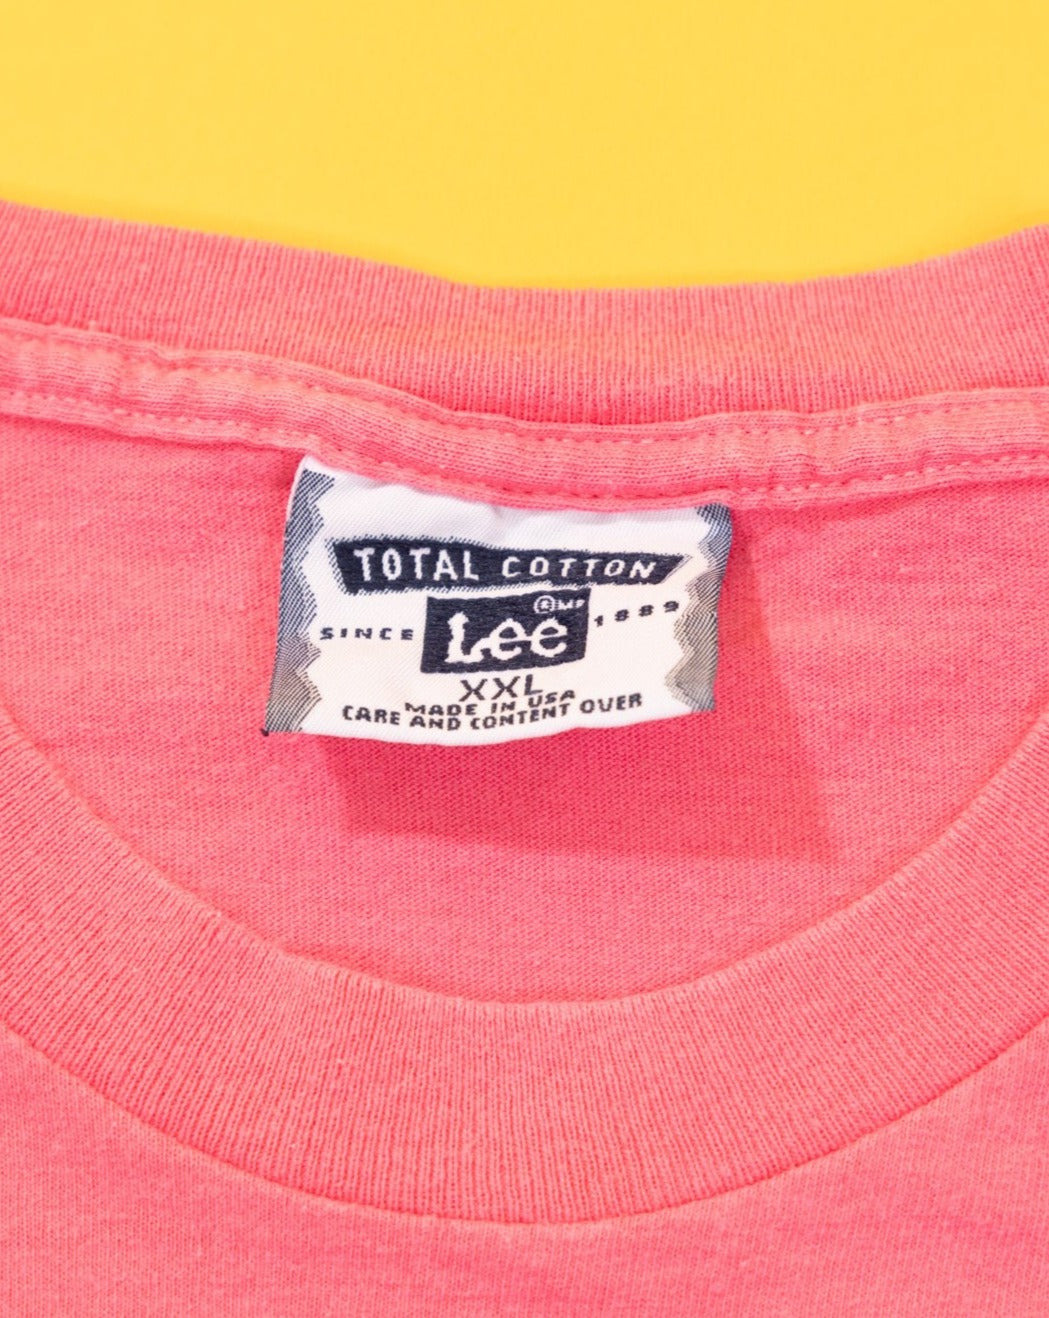 TOTAL COTTON
SINCE Lee ® 1889
XXL
MADE IN USA
CARE AND CONTENT OVER